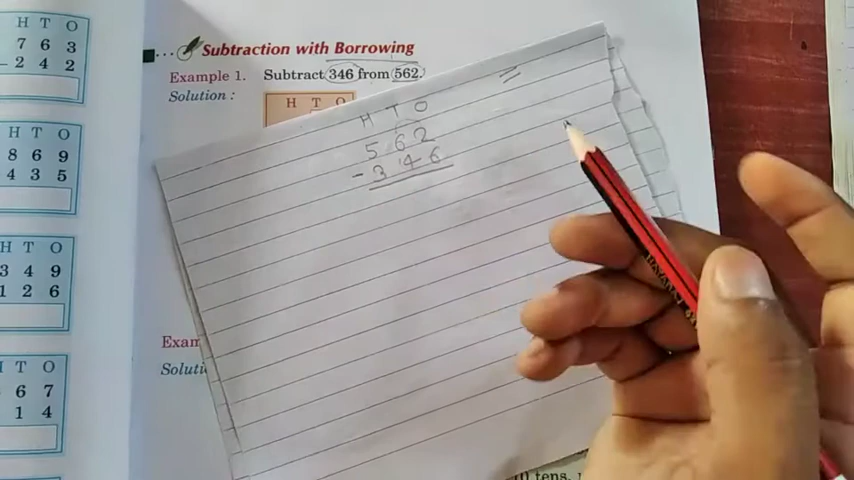 H T O
7 6 3
- 2 4 2
H T O
8 6 9
4 3 5
H T O
3 4 9
1 2 6
T O
6 7
1 4
Subtraction with Borrowing
Example 1. Subtract 346 from 562.
Solution :
H T O
H T O
5 6 2
- 3 4 6
Exam
Soluti
0 tens,